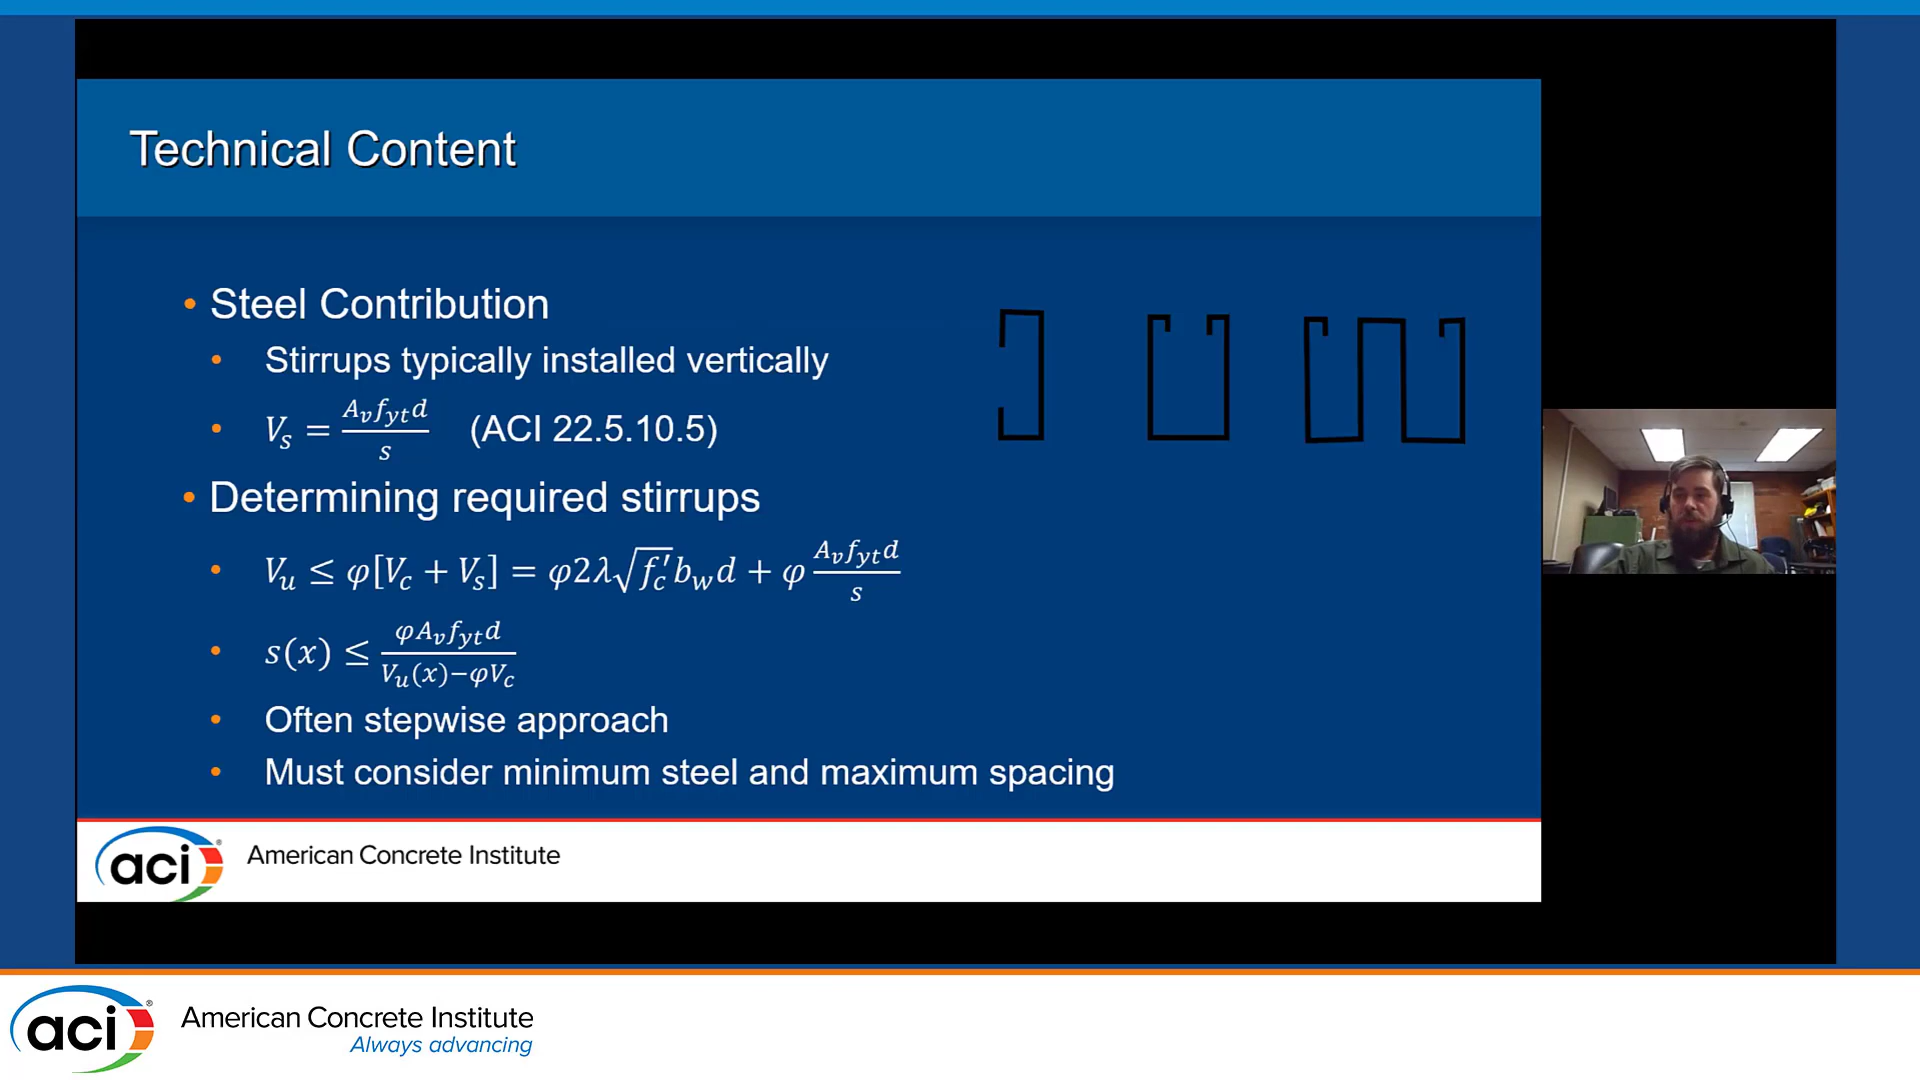 Technical Content
• Steel Contribution
• Stirrups typically installed vertically
• V_s = A_v f_yt d / s (ACI 22.5.10.5)
• Determining required stirrups
• V_u ≤ φ[V_c + V_s] = φ2λ√f_c′ b_w d + φ A_v f_yt d / s
• s(x) ≤ φA_v f_yt d / V_u(x)−φV_c
• Often stepwise approach
• Must consider minimum steel and maximum spacing
aci® American Concrete Institute
aci® American Concrete Institute
Always advancing